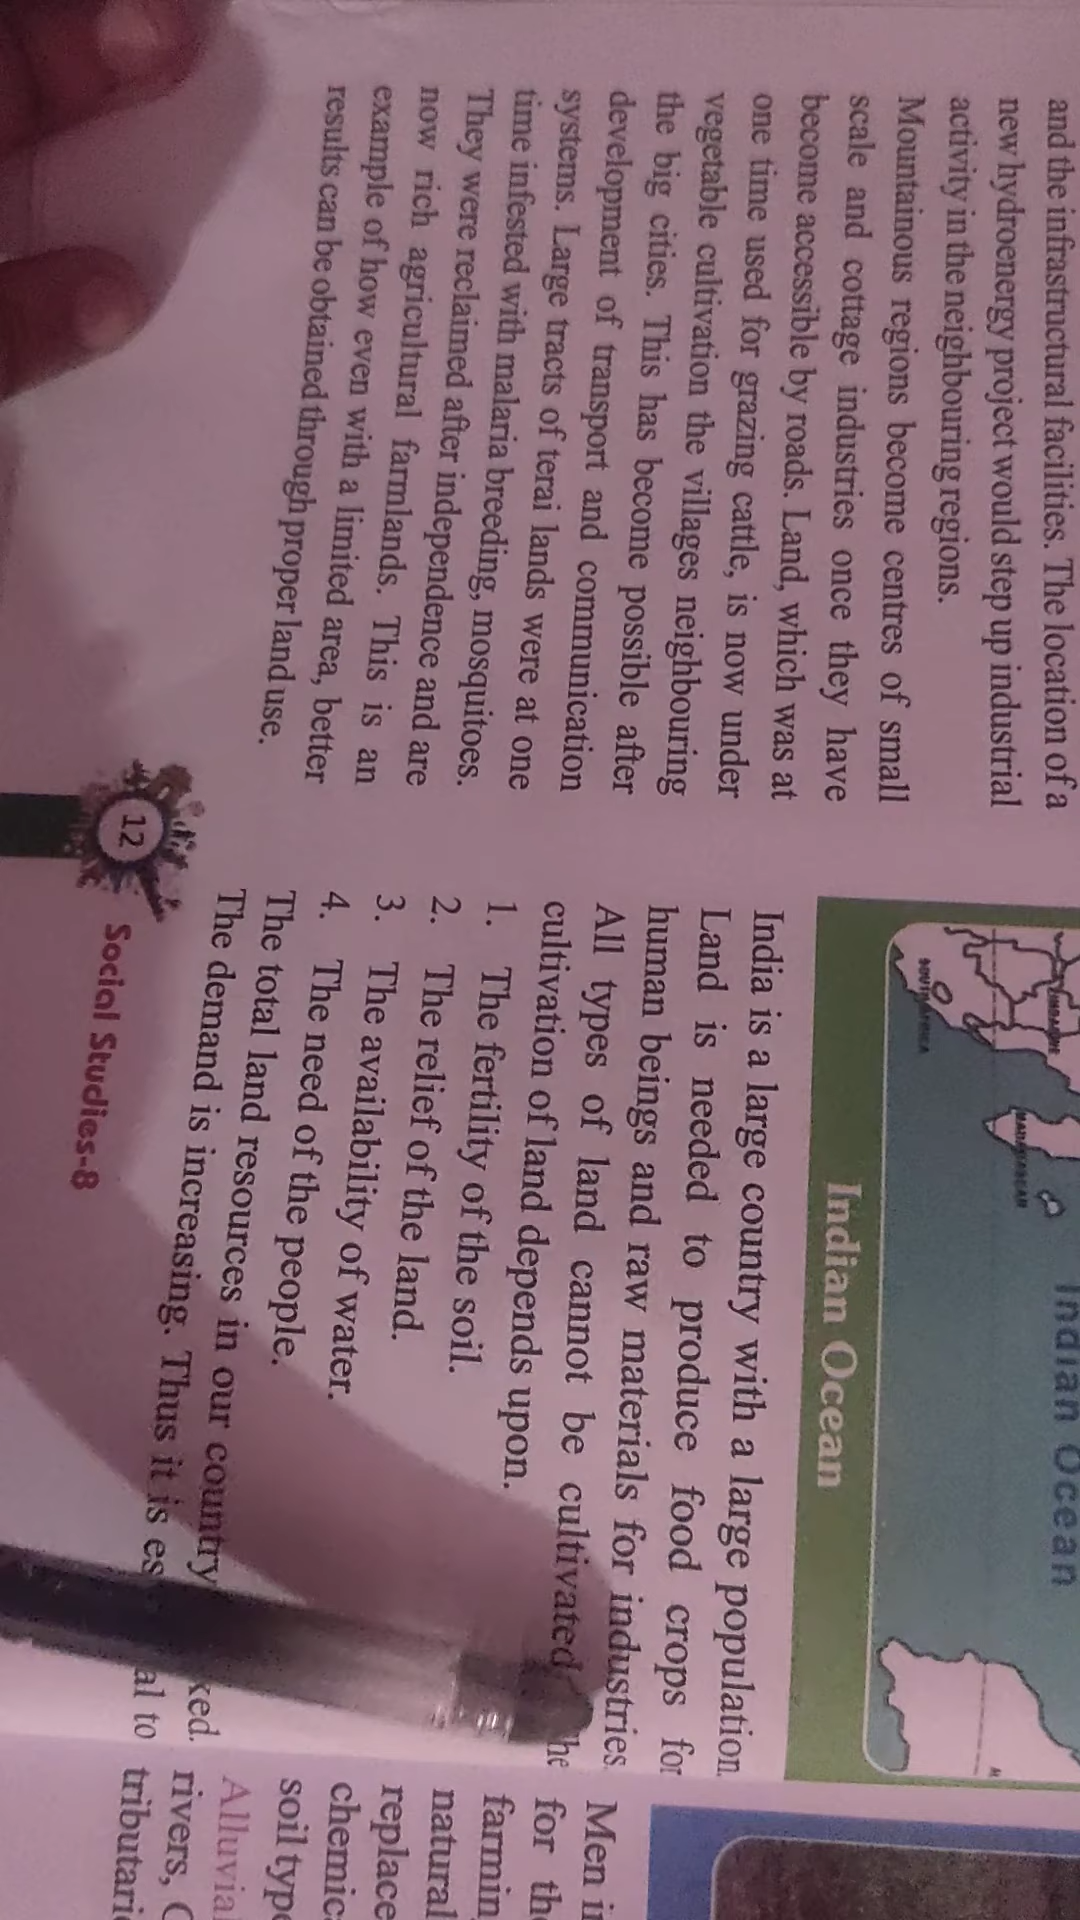 and the infrastructural facilities. The location of a
new hydroenergy project would step up industrial
activity in the neighbouring regions.
Mountainous regions become centres of small
scale and cottage industries once they have
become accessible by roads. Land, which was at
one time used for grazing cattle, is now under
vegetable cultivation the villages neighbouring
the big cities. This has become possible after
development of transport and communication
systems. Large tracts of terai lands were at one
time infested with malaria breeding, mosquitoes.
They were reclaimed after independence and are
now rich agricultural farmlands. This is an
example of how even with a limited area, better
results can be obtained through proper land use.
Indian Ocean
MADAGASCAR
SOUTH AFRICA
Indian Ocean
India is a large country with a large population.
Land is needed to produce food crops for
human beings and raw materials for industries.
All types of land cannot be cultivated
cultivation of land depends upon.
1. The fertility of the soil.
2. The relief of the land.
3. The availability of water.
4. The need of the people.
The total land resources in our country
The demand is increasing. Thus it is es al to
12
Social Studies-8
Men i
for th
farmin
natural
replace
chemic
soil type
Alluvial
rivers, G
tributari